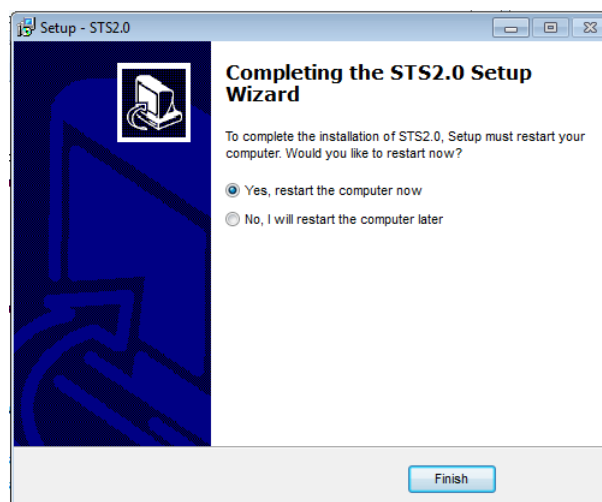 Setup - STS2.0
Completing the STS2.0 Setup
Wizard
To complete the installation of STS2.0, Setup must restart your
computer. Would you like to restart now?
Yes, restart the computer now
No, I will restart the computer later
Finish